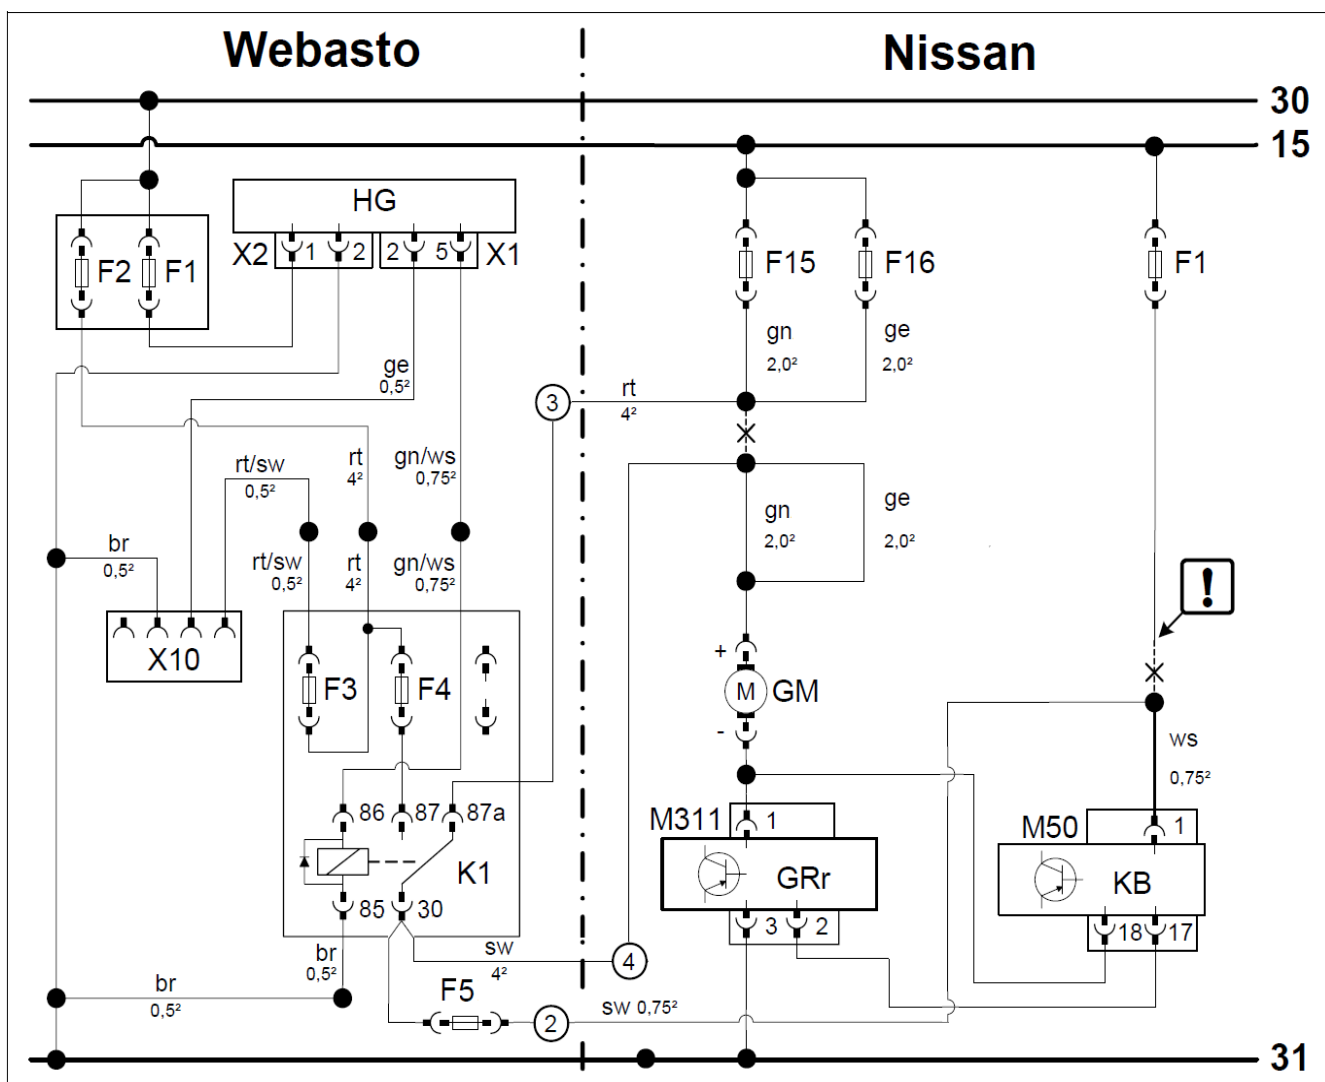 Webasto Nissan
30
15
HG
X2 1 2 2 5 X1
F2 F1
F15 F16 F1
gn ge
2,0² 2,0²
ge
0,5²
3
rt
4²
rt/sw rt gn/ws
0,5² 4² 0,75²
gn ge
2,0² 2,0²
br
0,5²
rt/sw rt gn/ws
0,5² 4² 0,75²
!
X10
F3 F4
+
M GM
-
ws
0,75²
86 87 87a
M311 1
M50 1
K1
GRr
KB
85 30
3 2
18 17
br
0,5²
sw
4²
4
br
0,5²
F5
2
sw 0,75²
31